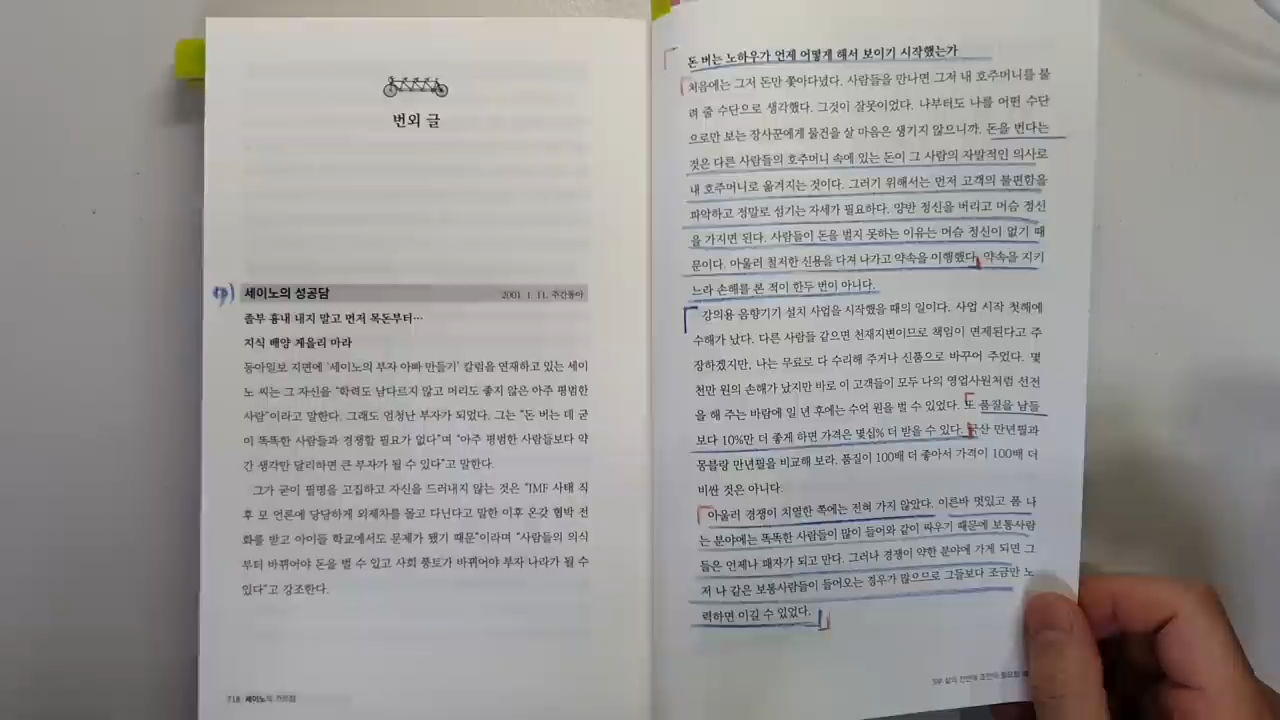 번외 글
세이노의 성공담
2001. 1. 11. 주간동아
졸부 흉내 내지 말고 먼저 목돈부터…
지식 배양 게을리 마라
동아일보 지면에 ‘세이노의 부자 아빠 만들기’ 칼럼을 연재하고 있는 세이
노 씨는 그 자신을 “학력도 남다르지 않고 머리도 좋지 않은 아주 평범한
사람”이라고 말한다. 그래도 엄청난 부자가 되었다. 그는 “돈 버는 데 굳
이 똑똑한 사람들과 경쟁할 필요가 없다”며 “아주 평범한 사람들보다 약
간 생각만 달리하면 큰 부자가 될 수 있다”고 말한다.
그가 굳이 필명을 고집하고 자신을 드러내지 않는 것은 “IMF 사태 직
후 모 언론에 당당하게 외제차를 몰고 다닌다고 말한 이후 온갖 협박 전
화를 받고 아이들 학교에서도 문제가 됐기 때문”이라며 “사람들의 의식
부터 바뀌어야 돈을 벌 수 있고 사회 풍토가 바뀌어야 부자 나라가 될 수
있다”고 강조한다.
718 세이노의 가르침
돈 버는 노하우가 언제 어떻게 해서 보이기 시작했는가
처음에는 그저 돈만 쫓아다녔다. 사람들을 만나면 그저 내 호주머니를 불
려 줄 수단으로 생각했다. 그것이 잘못이었다. 나부터도 나를 어떤 수단
으로만 보는 장사꾼에게 물건을 살 마음은 생기지 않으니까. 돈을 번다는
것은 다른 사람들의 호주머니 속에 있는 돈이 그 사람의 자발적인 의사로
내 호주머니로 옮겨지는 것이다. 그러기 위해서는 먼저 고객의 불편함을
파악하고 정말로 섬기는 자세가 필요하다. 양반 정신을 버리고 머슴 정신
을 가지면 된다. 사람들이 돈을 벌지 못하는 이유는 머슴 정신이 없기 때
문이다. 아울러 철저한 신용을 다져 나가고 약속을 이행했다. 약속을 지키
느라 손해를 본 적이 한두 번이 아니다.
강의용 음향기기 설치 사업을 시작했을 때의 일이다. 사업 시작 첫해에
수해가 났다. 다른 사람들 같으면 천재지변이므로 책임이 면제된다고 주
장하겠지만, 나는 무료로 다 수리해 주거나 신품으로 바꾸어 주었다. 몇
천만 원의 손해가 났지만 바로 이 고객들이 모두 나의 영업사원처럼 선전
을 해 주는 바람에 일 년 후에는 수억 원을 벌 수 있었다. 또 품질을 남들
보다 10%만 더 좋게 하면 가격은 몇십% 더 받을 수 있다. 국산 만년필과
몽블랑 만년필을 비교해 보라. 품질이 100배 더 좋아서 가격이 100배 더
비싼 것은 아니다.
아울러 경쟁이 치열한 쪽에는 전혀 가지 않았다. 이른바 멋있고 폼 나
는 분야에는 똑똑한 사람들이 많이 들어와 같이 싸우기 때문에 보통사람
들은 언제나 패자가 되고 만다. 그러나 경쟁이 약한 분야에 가게 되면 그
저 나 같은 보통사람들이 들어오는 경우가 많으므로 그들보다 조금만 노
력하면 이길 수 있었다.